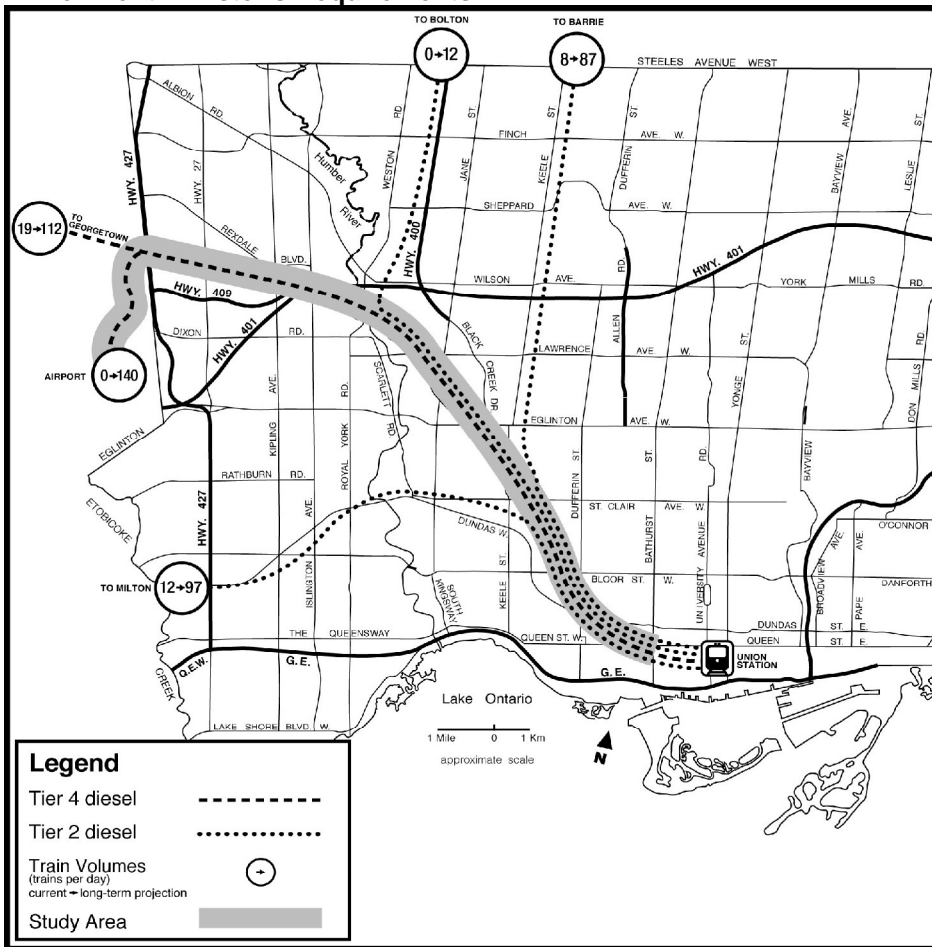 TO BOLTON
0→12
TO BARRIE
8→87
STEELES AVENUE WEST
ALBION RD.
WESTON RD
JANE ST.
KEELE ST.
DUFFERIN ST.
BAYVIEW AVE.
LESLIE ST.
FINCH AVE. W.
HWY. 427
HWY. 27
Humber River
HWY. 400
SHEPPARD AVE. W.
19→112
TO GEORGETOWN
REXDALE BLVD.
HWY. 409
HWY. 401
WILSON AVE.
HWY. 401
YORK MILLS RD.
DIXON RD.
BLACK CREEK DR
ALLEN RD.
LAWRENCE AVE. W.
YONGE ST.
DON MILLS RD.
AIRPORT
0→140
KIPLING AVE.
ROYAL YORK RD.
SCARLETT RD
EGLINTON AVE. W.
EGLINTON
RATHBURN RD.
ETOBICOKE CREEK
HWY. 427
ISLINGTON AVE.
DUNDAS W.
KEELE ST.
DUFFERIN ST
ST. CLAIR AVE. W.
BATHURST ST.
UNIVERSITY AVENUE RD.
BAYVIEW
BROADVIEW AVE.
PAPE AVE.
O'CONNOR
DANFORTH
TO MILTON
12→97
BLOOR ST. W.
SOUTH KINGSWAY
DUNDAS ST. E.
THE QUEENSWAY
QUEEN ST. W.
QUEEN ST. E.
UNION STATION
Q.E.W.
G.E.
G.E.
LAKE SHORE BLVD. W.
Lake Ontario
1 Mile 0 1 Km
approximate scale
N
Legend
Tier 4 diesel
Tier 2 diesel
Train Volumes
(trains per day)
current → long-term projection
Study Area